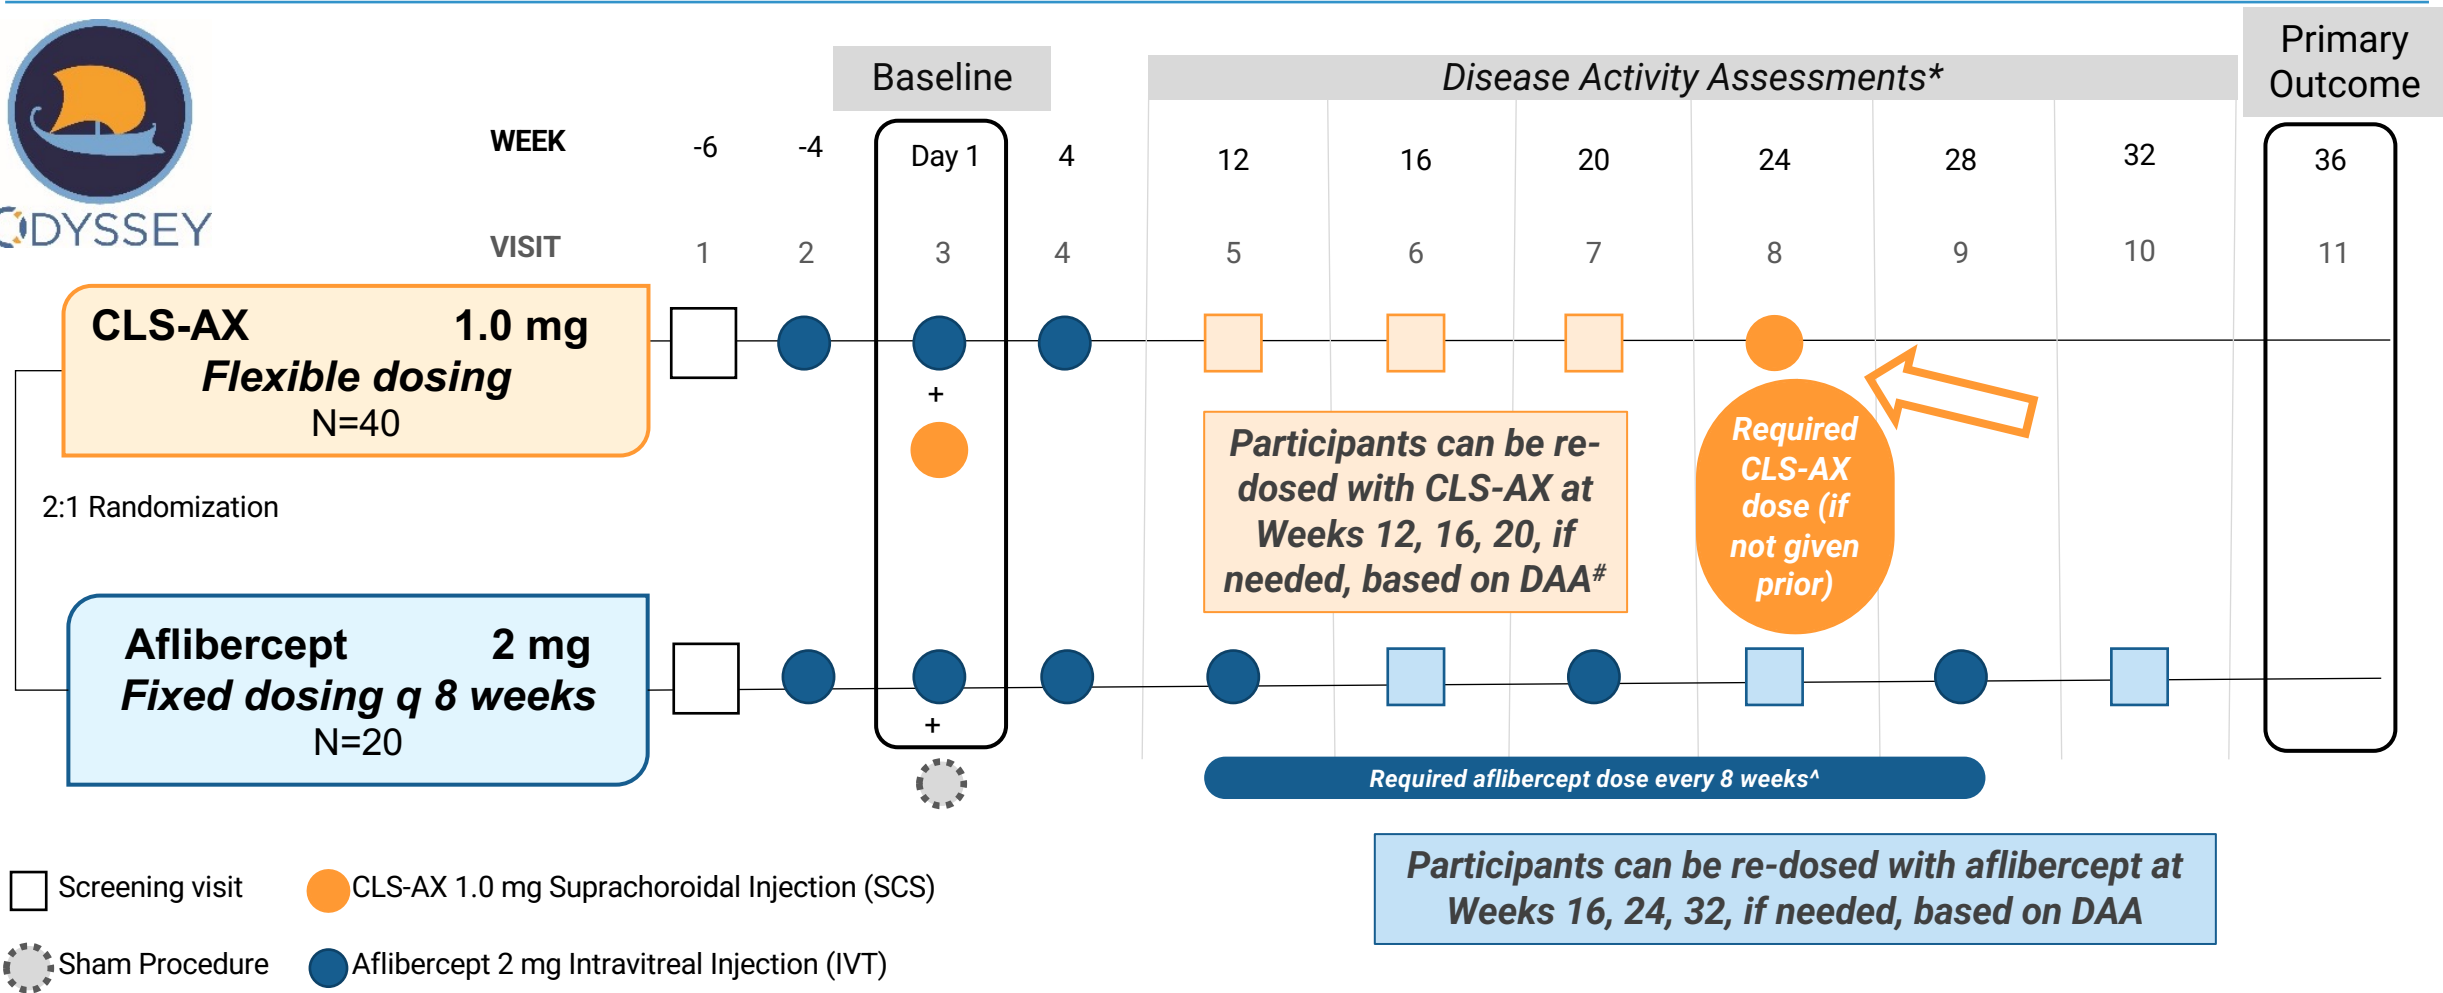 ODYSSEY
Baseline
Disease Activity Assessments*
Primary
Outcome
WEEK -6 -4 Day 1 4 12 16 20 24 28 32 36
VISIT 1 2 3 4 5 6 7 8 9 10 11
CLS-AX 1.0 mg
Flexible dosing
N=40
+
Participants can be re-
dosed with CLS-AX at
Weeks 12, 16, 20, if
needed, based on DAA#
Required
CLS-AX
dose (if
not given
prior)
2:1 Randomization
Aflibercept 2 mg
Fixed dosing q 8 weeks
N=20
+
Required aflibercept dose every 8 weeks^
Participants can be re-dosed with aflibercept at
Weeks 16, 24, 32, if needed, based on DAA
Screening visit
CLS-AX 1.0 mg Suprachoroidal Injection (SCS)
Sham Procedure
Aflibercept 2 mg Intravitreal Injection (IVT)